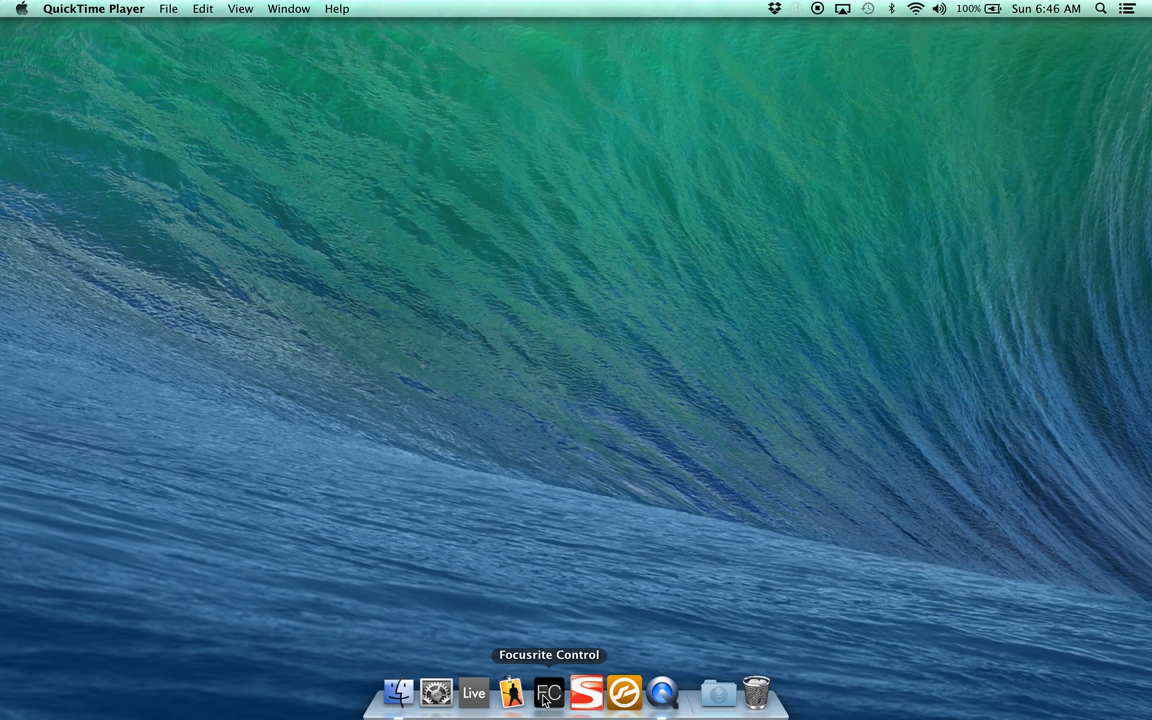 QuickTime Player File Edit View Window Help 100% Sun 6:46 AM
Focusrite Control
Live FC S